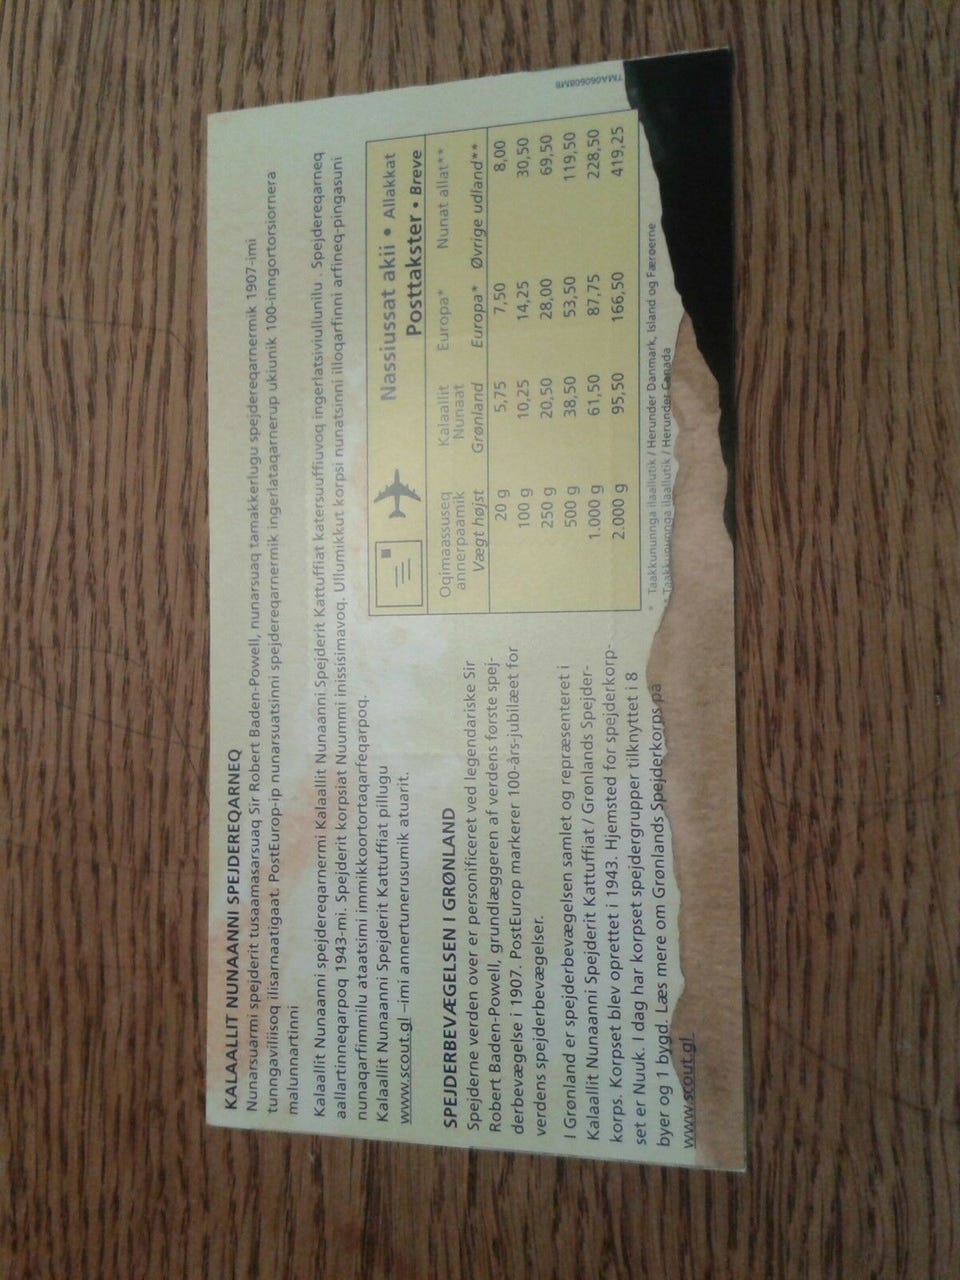 KALAALLIT NUNAANNI SPEJDEREQARNEQ
Nunarsuarmi spejderit tusaamasarsuaq Sir Robert Baden-Powell, nunarsuaq tamakkerlugu spejdereqarnermik 1907-imi
tunngaviliisoq ilisarnaatigaat. PostEurop-ip nunarsuatsinni spejdereqarnermik ingerlataqarnerup ukiunik 100-inngortorsiornera
malunnartinni
Kalaallit Nunaanni spejdereqarnermi Kalaallit Nunaanni Spejderit Kattuffiat katersuuffiuvoq ingerlatsiviullunilu . Spejdereqarneq
aallartinneqarpoq 1943-mi. Spejderit korpsiat Nuummi inissisimavoq. Ullumikkut korpsi nunatsinni illoqarfinni arfineq-pingasuni
nunaqarfimmilu ataatsimi immikkoortortaqarfeqarpoq.
Kalaallit Nunaanni Spejderit Kattuffiat pillugu
www.scout.gl –imi annertunerusumik atuarit.
SPEJDERBEVÆGELSEN I GRØNLAND
Spejderne verden over er personificeret ved legendariske Sir
Robert Baden-Powell, grundlæggeren af verdens første spej-
derbevægelse i 1907. PostEurop markerer 100-års-jubilæet for
verdens spejderbevægelser.
I Grønland er spejderbevægelsen samlet og repræsenteret i
Kalaallit Nunaanni Spejderit Kattuffiat / Grønlands Spejder-
korps. Korpset blev oprettet i 1943. Hjemsted for spejderkorp-
set er Nuuk. I dag har korpset spejdergrupper tilknyttet i 8
byer og 1 bygd. Læs mere om Grønlands Spejderkorps på
www.scout.gl
Nassiussat akii • Allakkat
Posttakster • Breve
Oqimaassuseq Kalaallit Europa* Nunat allat**
annerpaamik Nunaat
Vægt højst Grønland Europa* Øvrige udland**
20 g 5,75 7,50 8,00
100 g 10,25 14,25 30,50
250 g 20,50 28,00 69,50
500 g 38,50 53,50 119,50
1.000 g 61,50 87,75 228,50
2.000 g 95,50 166,50 419,25
* Taakkununnga ilaallutik / Herunder Danmark, Island og Færøerne
** Taakkununnga ilaallutik / Herunder Canada
TMA060608MB